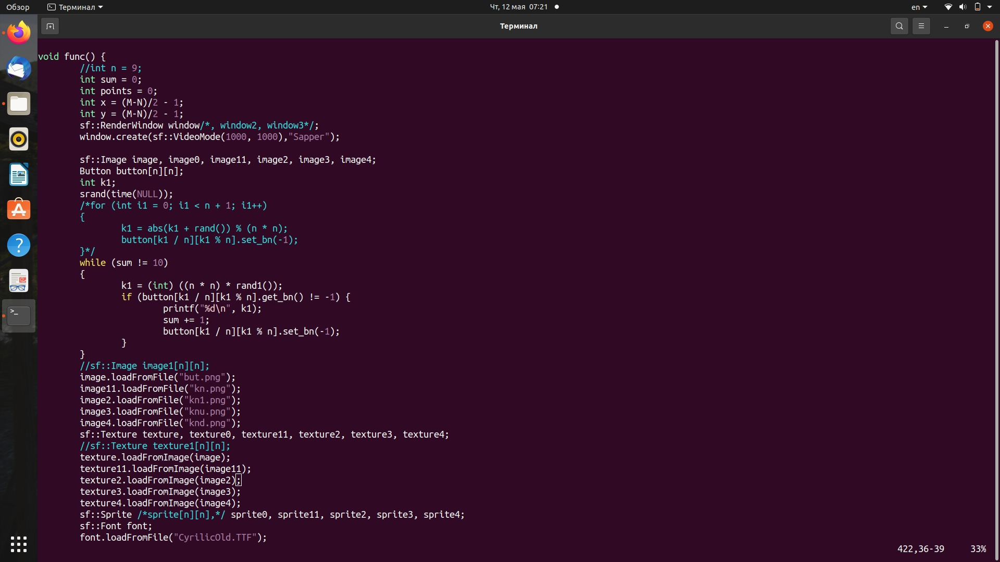 Обзор Терминал Чт, 12 мая 07:21 en
Терминал
void func() {
//int n = 9;
int sum = 0;
int points = 0;
int x = (M-N)/2 - 1;
int y = (M-N)/2 - 1;
sf::RenderWindow window/*, window2, window3*/;
window.create(sf::VideoMode(1000, 1000),"Sapper");
sf::Image image, image0, image11, image2, image3, image4;
Button button[n][n];
int k1;
srand(time(NULL));
/*for (int i1 = 0; i1 < n + 1; i1++)
{
k1 = abs(k1 + rand()) % (n * n);
button[k1 / n][k1 % n].set_bn(-1);
}*/
while (sum != 10)
{
k1 = (int) ((n * n) * rand1());
if (button[k1 / n][k1 % n].get_bn() != -1) {
printf("%d\n", k1);
sum += 1;
button[k1 / n][k1 % n].set_bn(-1);
}
}
//sf::Image image1[n][n];
image.loadFromFile("but.png");
image11.loadFromFile("kn.png");
image2.loadFromFile("kn1.png");
image3.loadFromFile("knu.png");
image4.loadFromFile("knd.png");
sf::Texture texture, texture0, texture11, texture2, texture3, texture4;
//sf::Texture texture1[n][n];
texture.loadFromImage(image);
texture11.loadFromImage(image11);
texture2.loadFromImage(image2);
texture3.loadFromImage(image3);
texture4.loadFromImage(image4);
sf::Sprite /*sprite[n][n],*/ sprite0, sprite11, sprite2, sprite3, sprite4;
sf::Font font;
font.loadFromFile("CyrilicOld.TTF");
422,36-39 33%